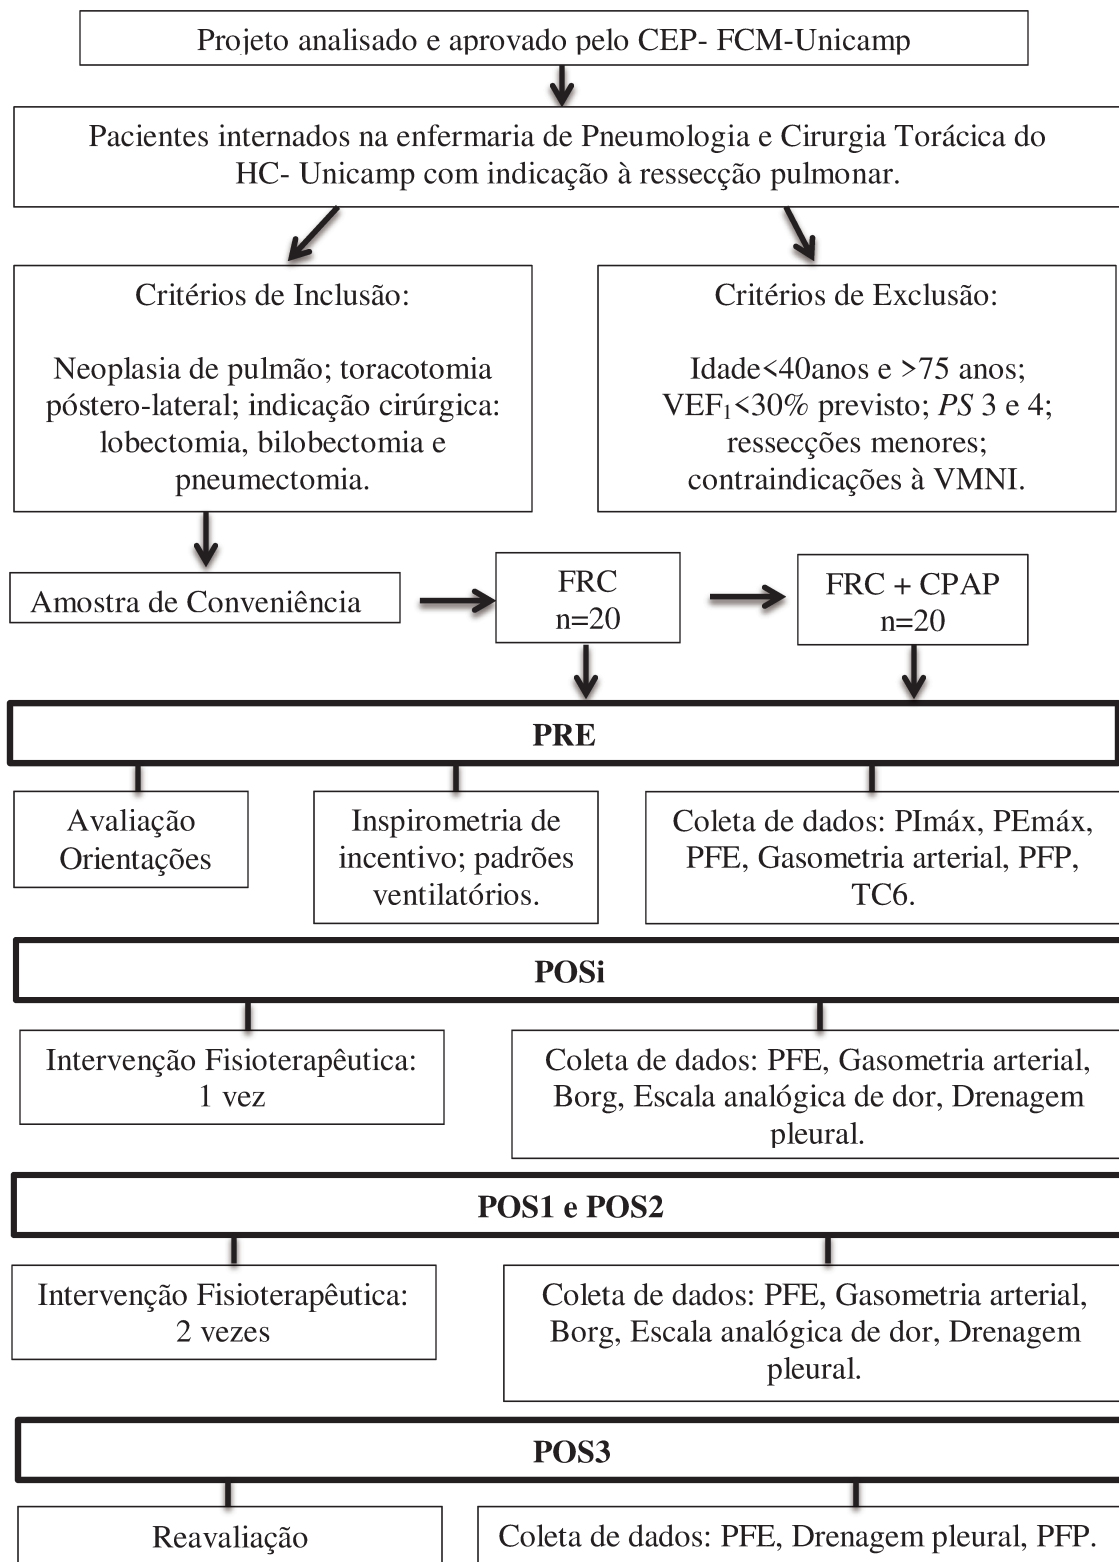 Projeto analisado e aprovado pelo CEP- FCM-Unicamp
Pacientes internados na enfermaria de Pneumologia e Cirurgia Torácica do
HC- Unicamp com indicação à ressecção pulmonar.
Critérios de Inclusão:
Neoplasia de pulmão; toracotomia
póstero-lateral; indicação cirúrgica:
lobectomia, bilobectomia e
pneumectomia.
Critérios de Exclusão:
Idade<40anos e >75 anos;
VEF₁<30% previsto; PS 3 e 4;
ressecções menores;
contraindicações à VMNI.
Amostra de Conveniência
FRC
n=20
FRC + CPAP
n=20
PRE
Avaliação
Orientações
Inspirometria de
incentivo; padrões
ventilatórios.
Coleta de dados: PImáx, PEmáx,
PFE, Gasometria arterial, PFP,
TC6.
POSi
Intervenção Fisioterapêutica:
1 vez
Coleta de dados: PFE, Gasometria arterial,
Borg, Escala analógica de dor, Drenagem
pleural.
POS1 e POS2
Intervenção Fisioterapêutica:
2 vezes
Coleta de dados: PFE, Gasometria arterial,
Borg, Escala analógica de dor, Drenagem
pleural.
POS3
Reavaliação
Coleta de dados: PFE, Drenagem pleural, PFP.